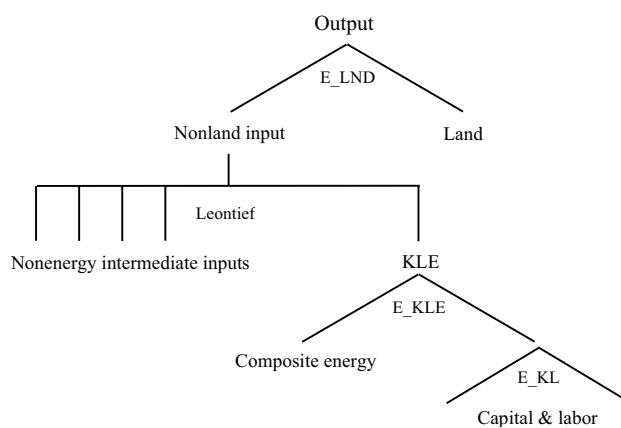 Output
E_LND
Nonland input
Land
Leontief
Nonenergy intermediate inputs
KLE
E_KLE
Composite energy
E_KL
Capital & labor